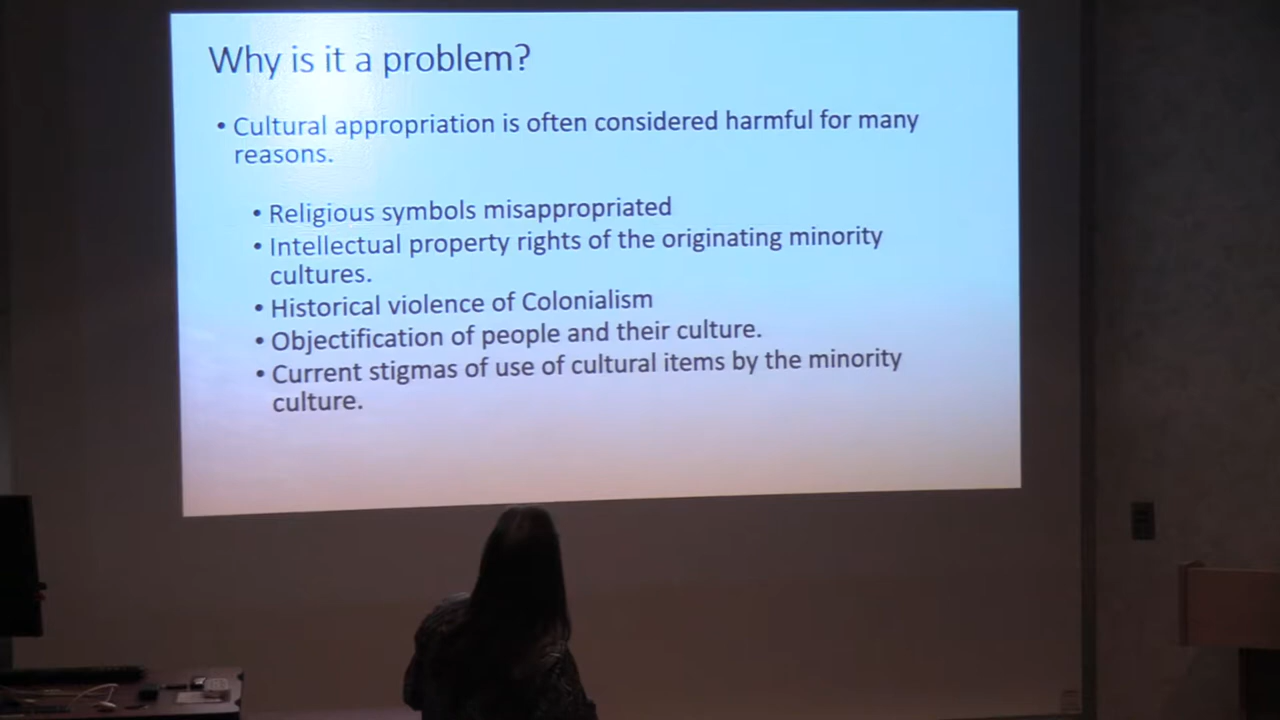 Why is it a problem?
• Cultural appropriation is often considered harmful for many
reasons.
• Religious symbols misappropriated
• Intellectual property rights of the originating minority
cultures.
• Historical violence of Colonialism
• Objectification of people and their culture.
• Current stigmas of use of cultural items by the minority
culture.